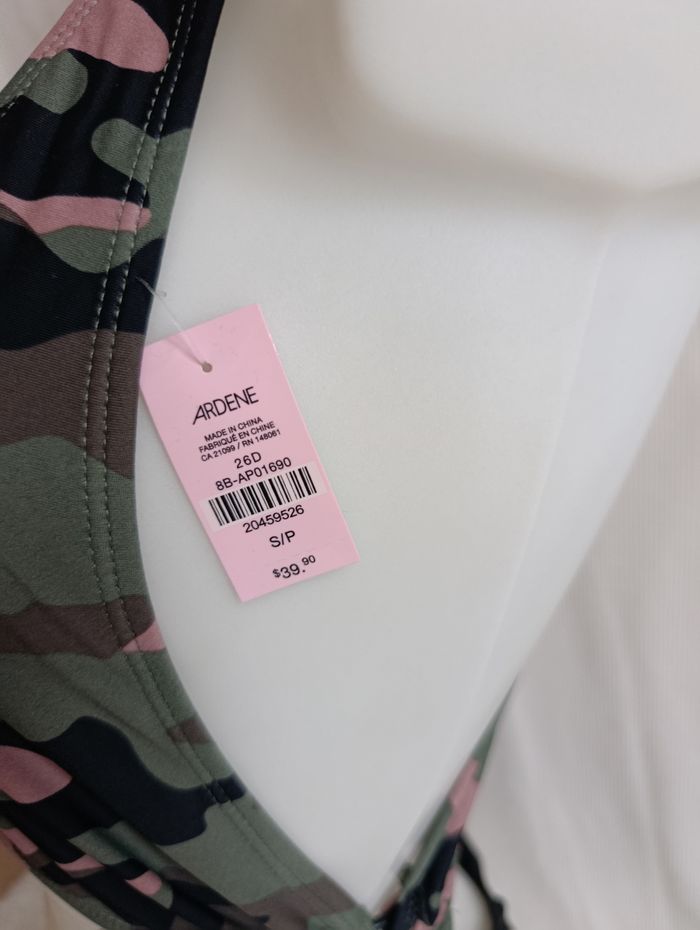 ARDENE
MADE IN CHINA
FABRIQUÉ EN CHINE
CA 21099 / RN 148061
26D
8B-AP01690
20459526
S/P
$39.90